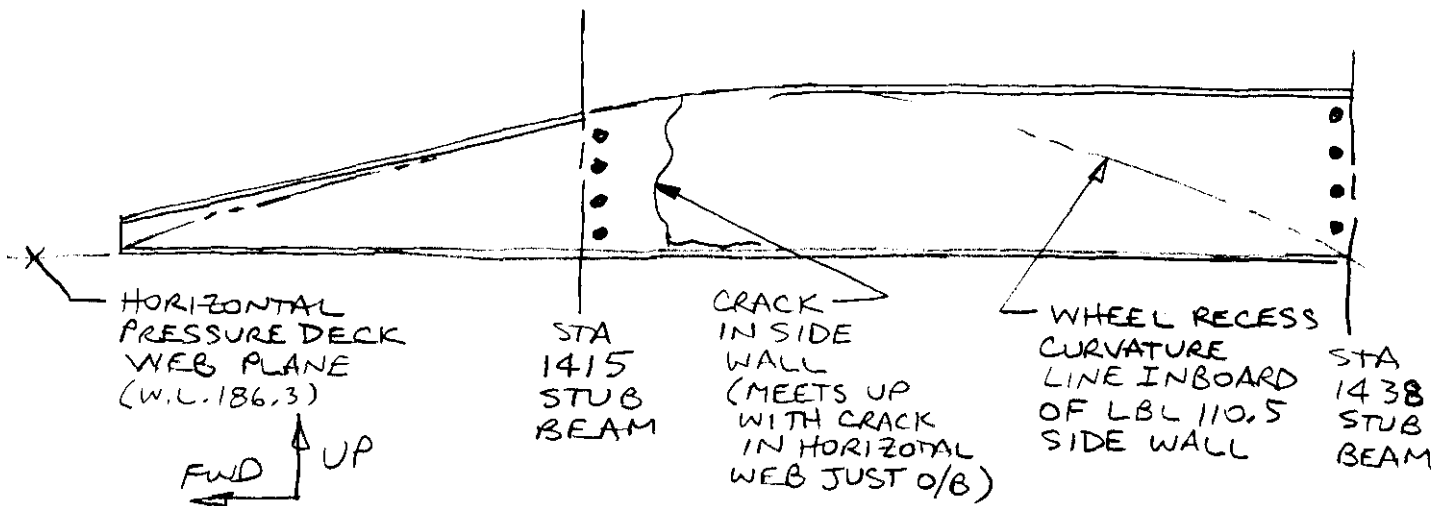 HORIZONTAL
PRESSURE DECK
WEB PLANE
(W.L.186.3)
FWD
UP
STA
1415
STUB
BEAM
CRACK
IN SIDE
WALL
(MEETS UP
WITH CRACK
IN HORIZOTAL
WEB JUST O/B)
WHEEL RECESS
CURVATURE
LINE INBOARD
OF LBL 110.5
SIDE WALL
STA
1438
STUB
BEAM